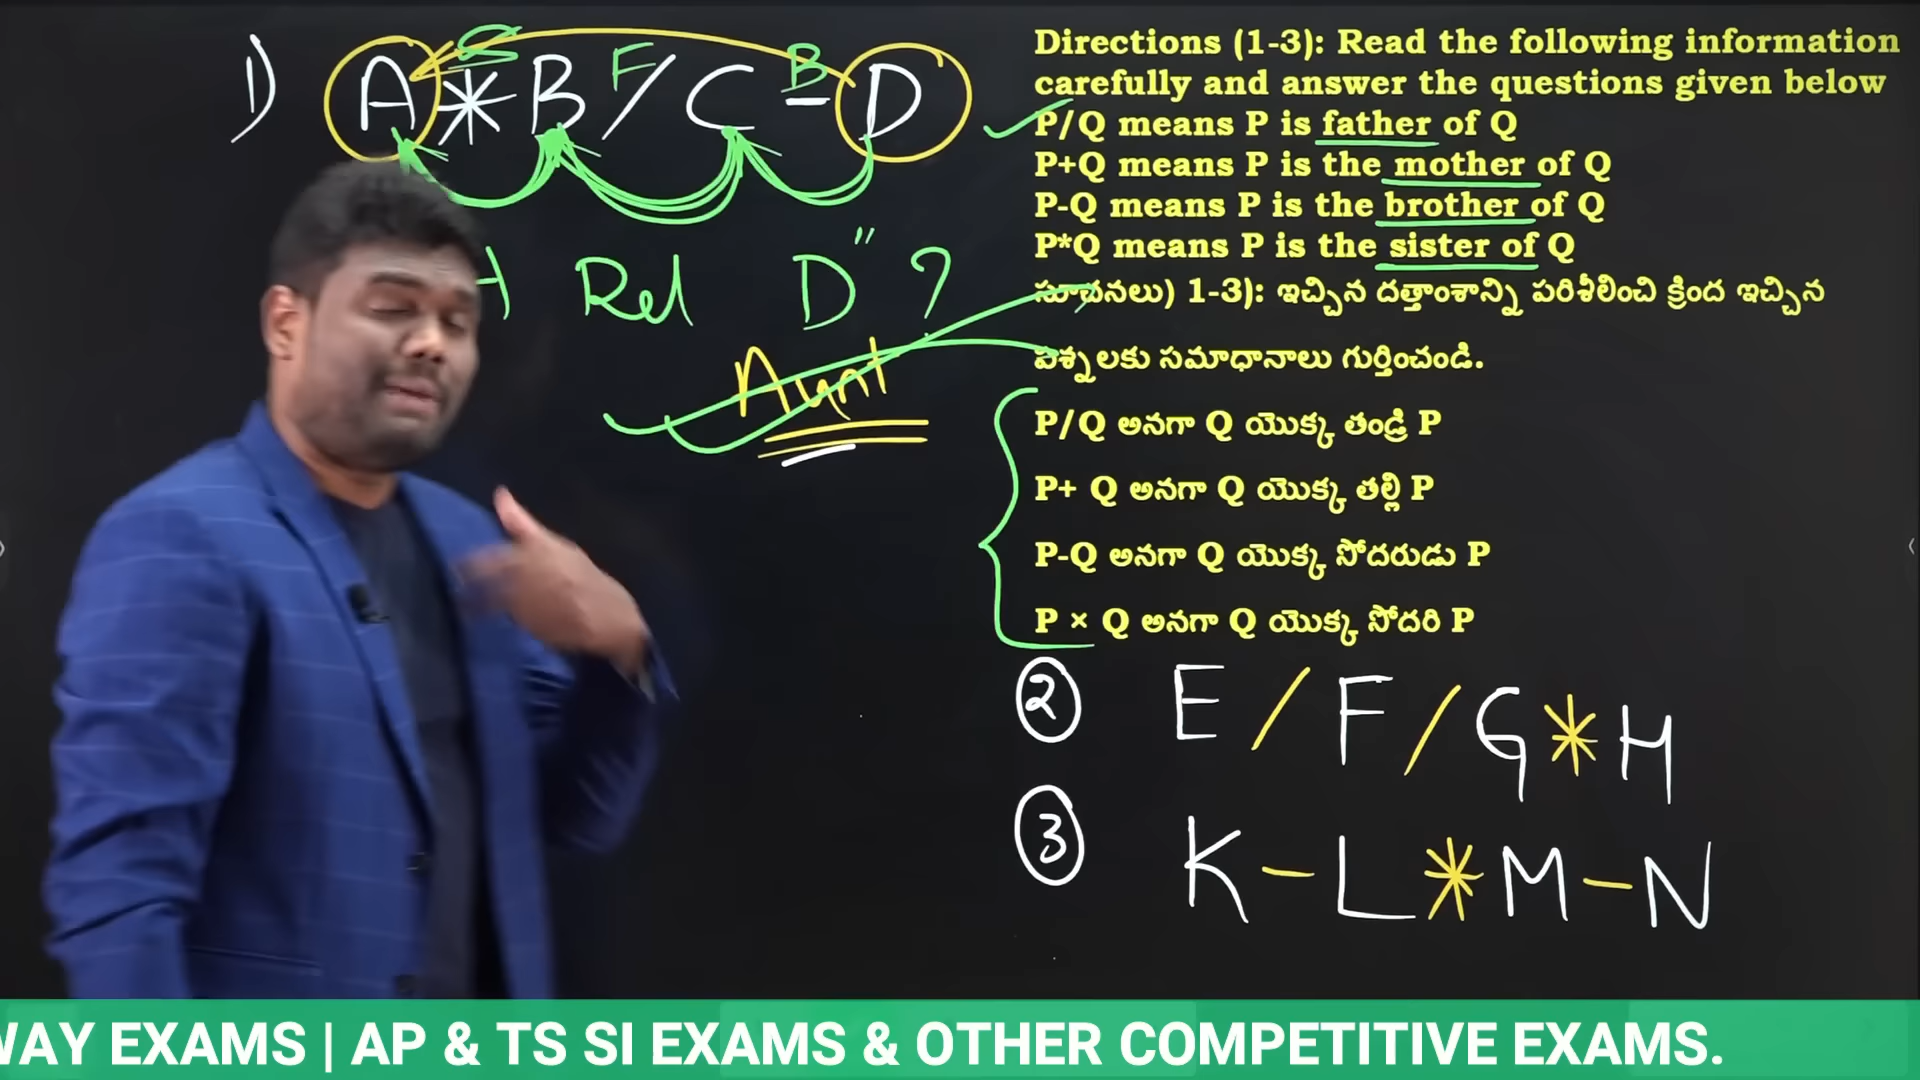 1) A * B / C - D
S F B
Rel D" ?
Aunt
Directions (1-3): Read the following information
carefully and answer the questions given below
P/Q means P is father of Q
P+Q means P is the mother of Q
P-Q means P is the brother of Q
P*Q means P is the sister of Q
సూచనలు) 1-3): ఇచ్చిన దత్తాంశాన్ని పరిశీలించి క్రింద ఇచ్చిన
ప్రశ్నలకు సమాధానాలు గుర్తించండి.
P/Q అనగా Q యొక్క తండ్రి P
P+ Q అనగా Q యొక్క తల్లి P
P-Q అనగా Q యొక్క సోదరుడు P
P × Q అనగా Q యొక్క సోదరి P
2 E / F / G * H
3 K - L * M - N
WAY EXAMS | AP & TS SI EXAMS & OTHER COMPETITIVE EXAMS.